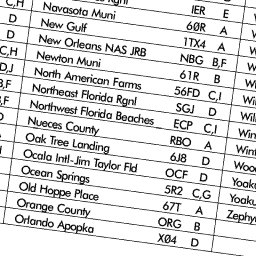 Rgnl IER E
C,H Navasota Muni 60R A
D New Gulf 1TX4 A
D New Orleans NAS JRB NBG B,F
C,H Newton Muni 61R B
D,J North American Farms 56FD C,I
B,F Northeast Florida Rgnl SGJ D
B,F Northwest Florida Beaches ECP C,I
Nueces County RBO A
Oak Tree Landing 6J8 D
Ocala Intl-Jim Taylor Fld OCF D
Ocean Springs 5R2 C,G
Old Hoppe Place 67T A Zephy
Orange County ORG B
Orlando Apopka X04 D